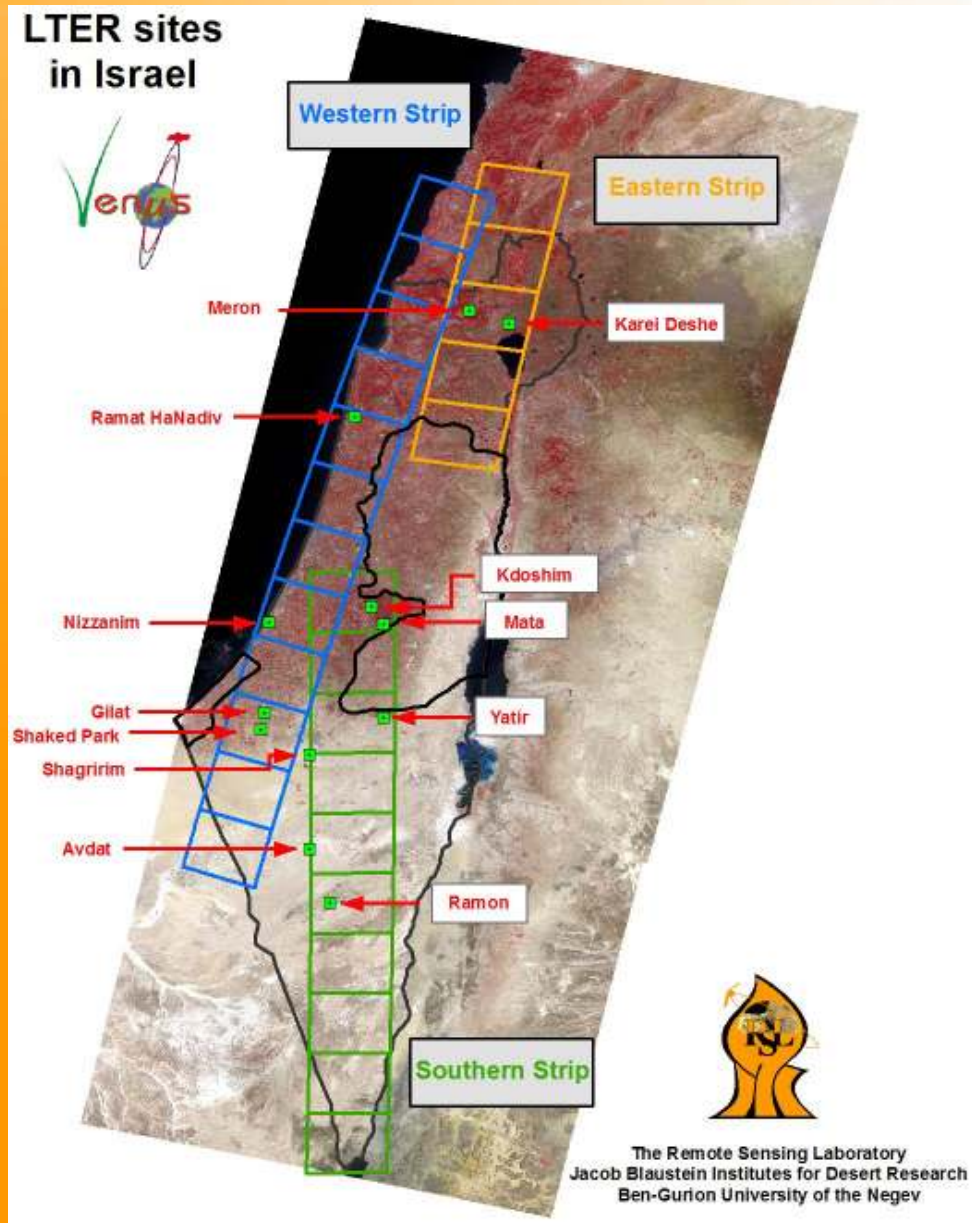 LTER sites
in Israel
Venµs
Western Strip
Eastern Strip
Meron
Karei Deshe
Ramat HaNadiv
Kdoshim
Nizzanim
Mata
Gilat
Yatir
Shaked Park
Shagririm
Avdat
Ramon
Southern Strip
RSL
The Remote Sensing Laboratory
Jacob Blaustein Institutes for Desert Research
Ben-Gurion University of the Negev